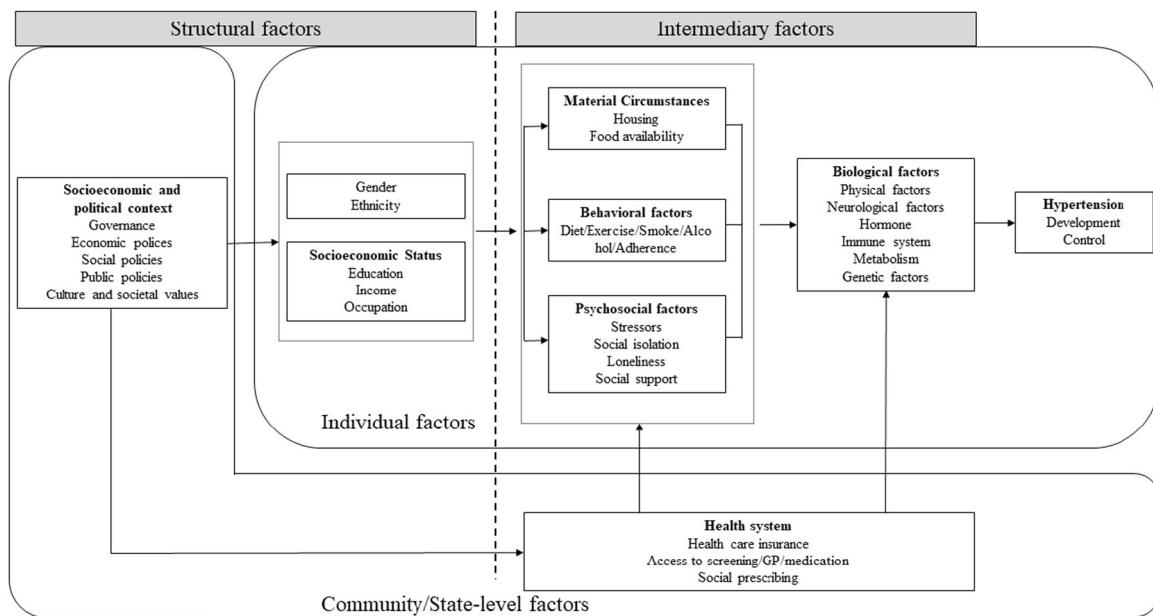 Structural factors
Intermediary factors
Socioeconomic and
political context
Governance
Economic polices
Social policies
Public policies
Culture and societal values
Gender
Ethnicity
Socioeconomic Status
Education
Income
Occupation
Material Circumstances
Housing
Food availability
Behavioral factors
Diet/Exercise/Smoke/Alco
hol/Adherence
Psychosocial factors
Stressors
Social isolation
Loneliness
Social support
Biological factors
Physical factors
Neurological factors
Hormone
Immune system
Metabolism
Genetic factors
Hypertension
Development
Control
Individual factors
Health system
Health care insurance
Access to screening/GP/medication
Social prescribing
Community/State-level factors